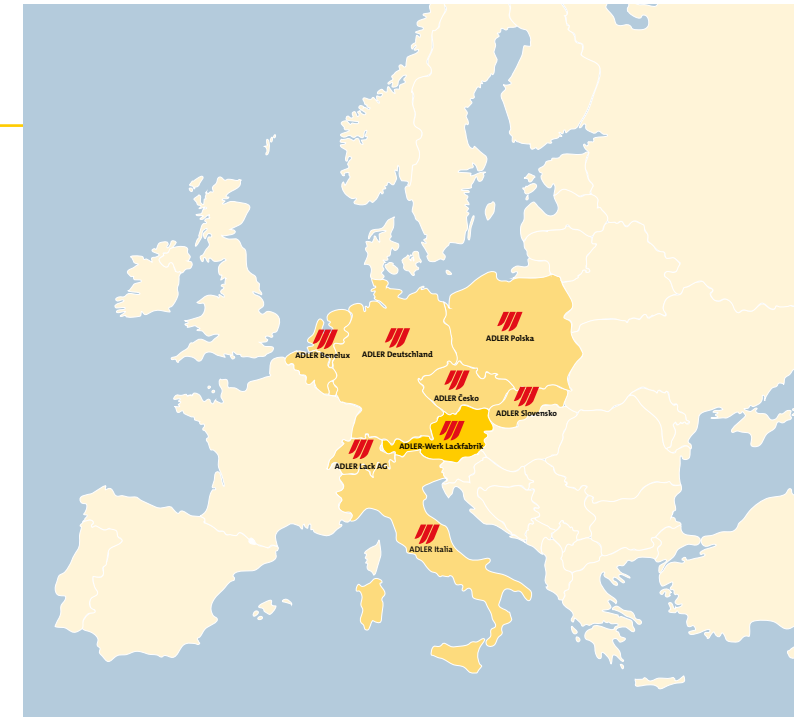 ADLER Polska
ADLER Benelux
ADLER Deutschland
ADLER Česko
ADLER Slovensko
ADLER-Werk Lackfabrik
ADLER Lack AG
ADLER Italia